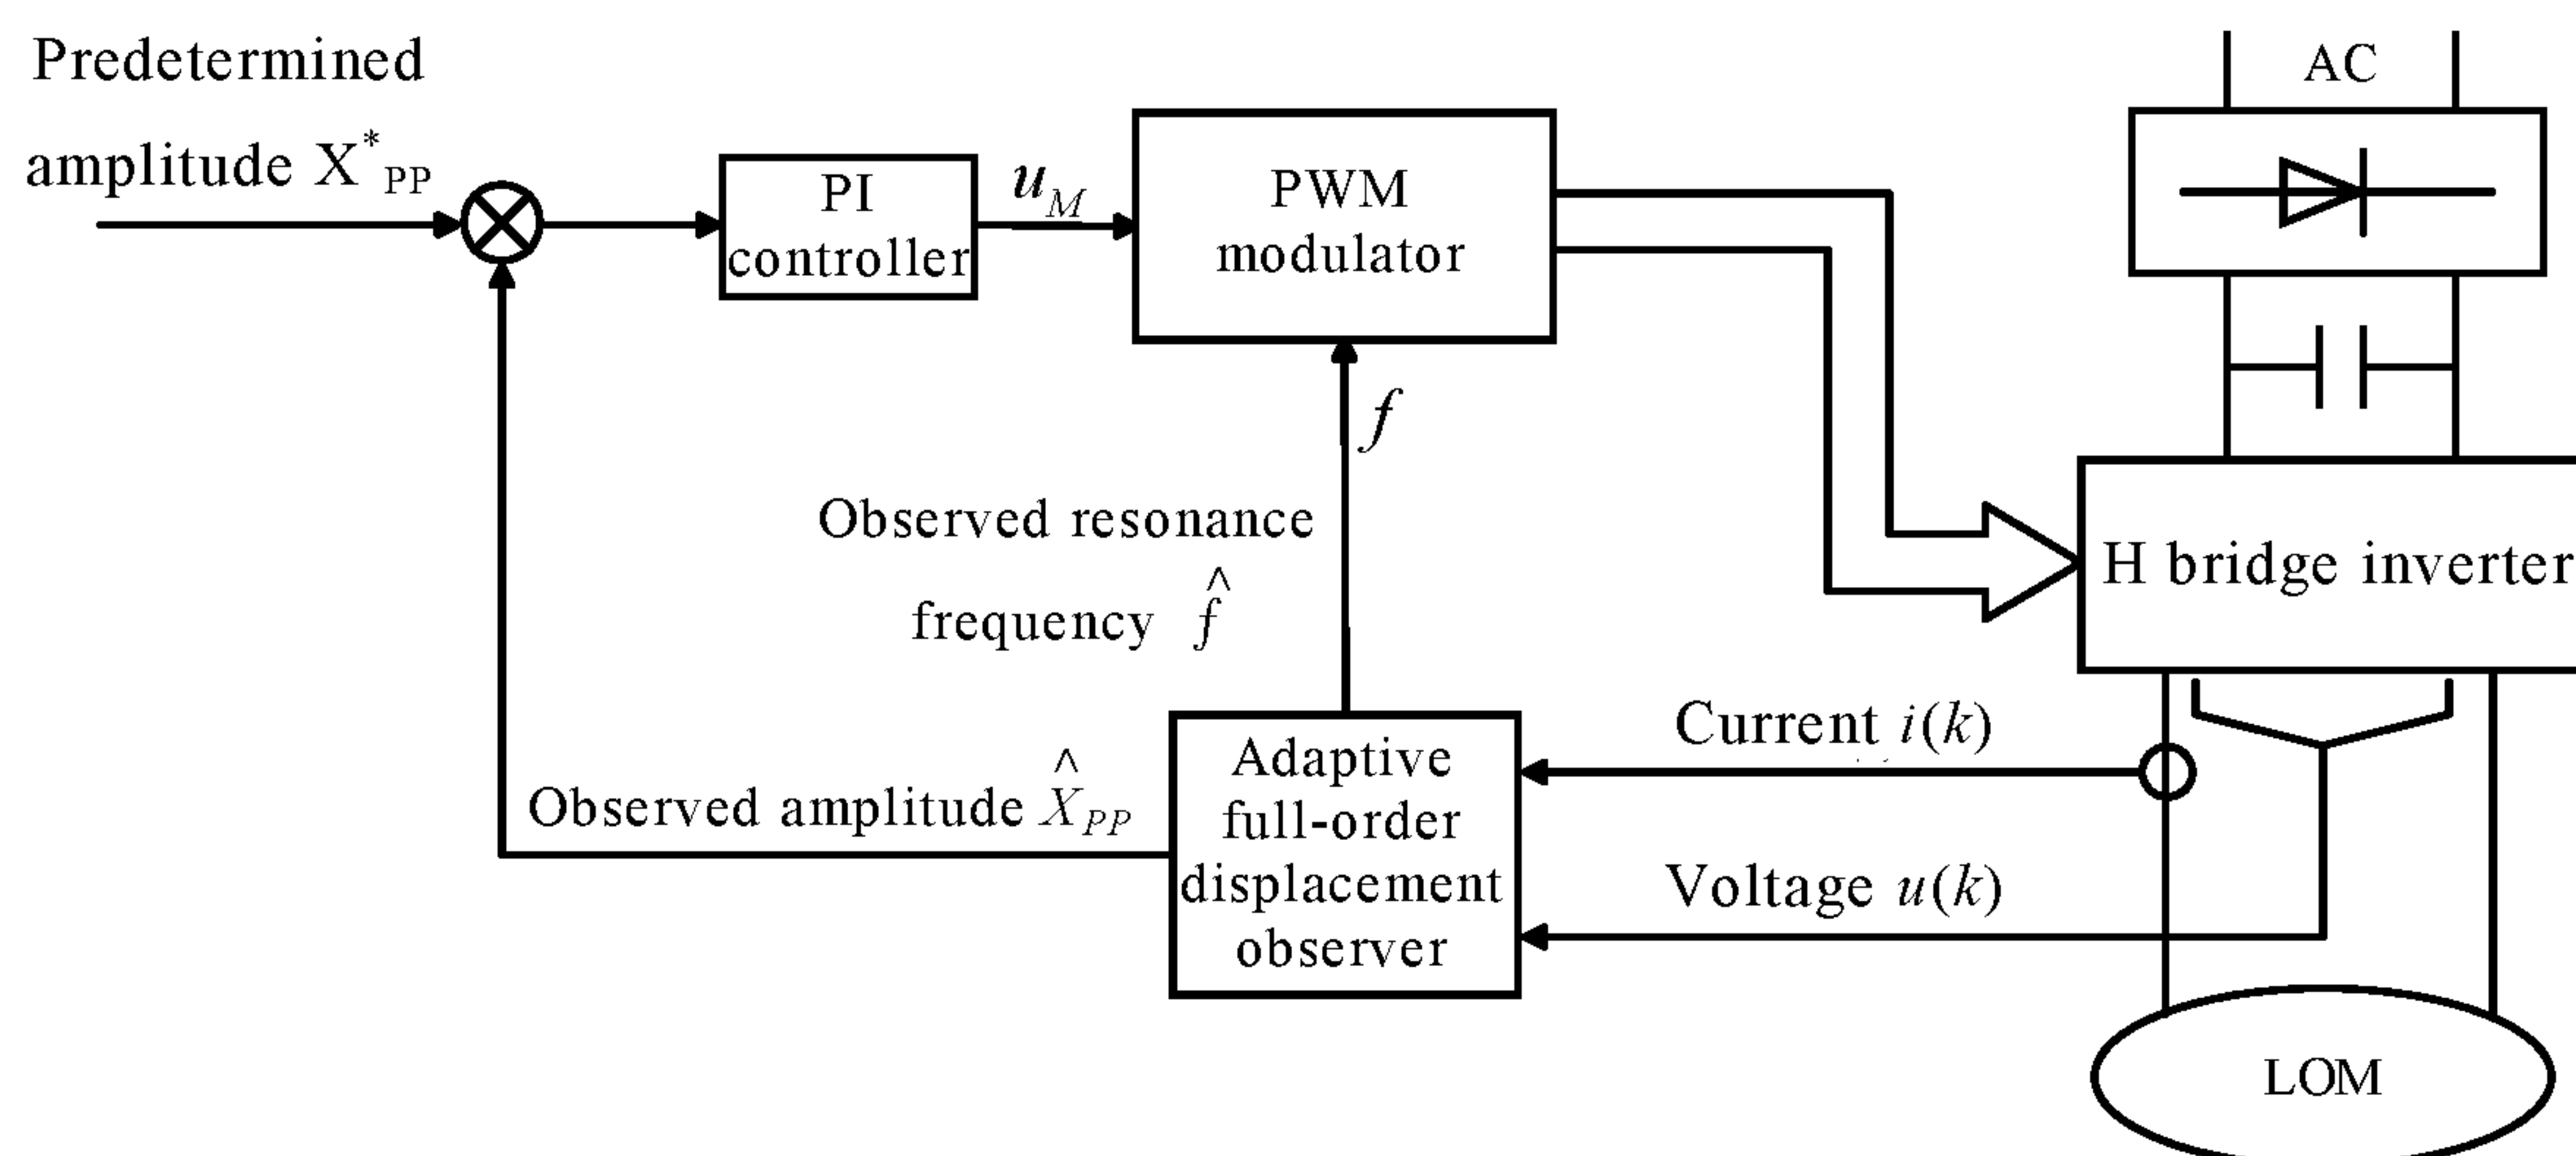 Predetermined
amplitude X*PP
PI
controller
uM
PWM
modulator
AC
f
Observed resonance
frequency f̂
H bridge inverter
Current i(k)
Observed amplitude X̂PP
Adaptive
full-order
displacement
observer
Voltage u(k)
LOM